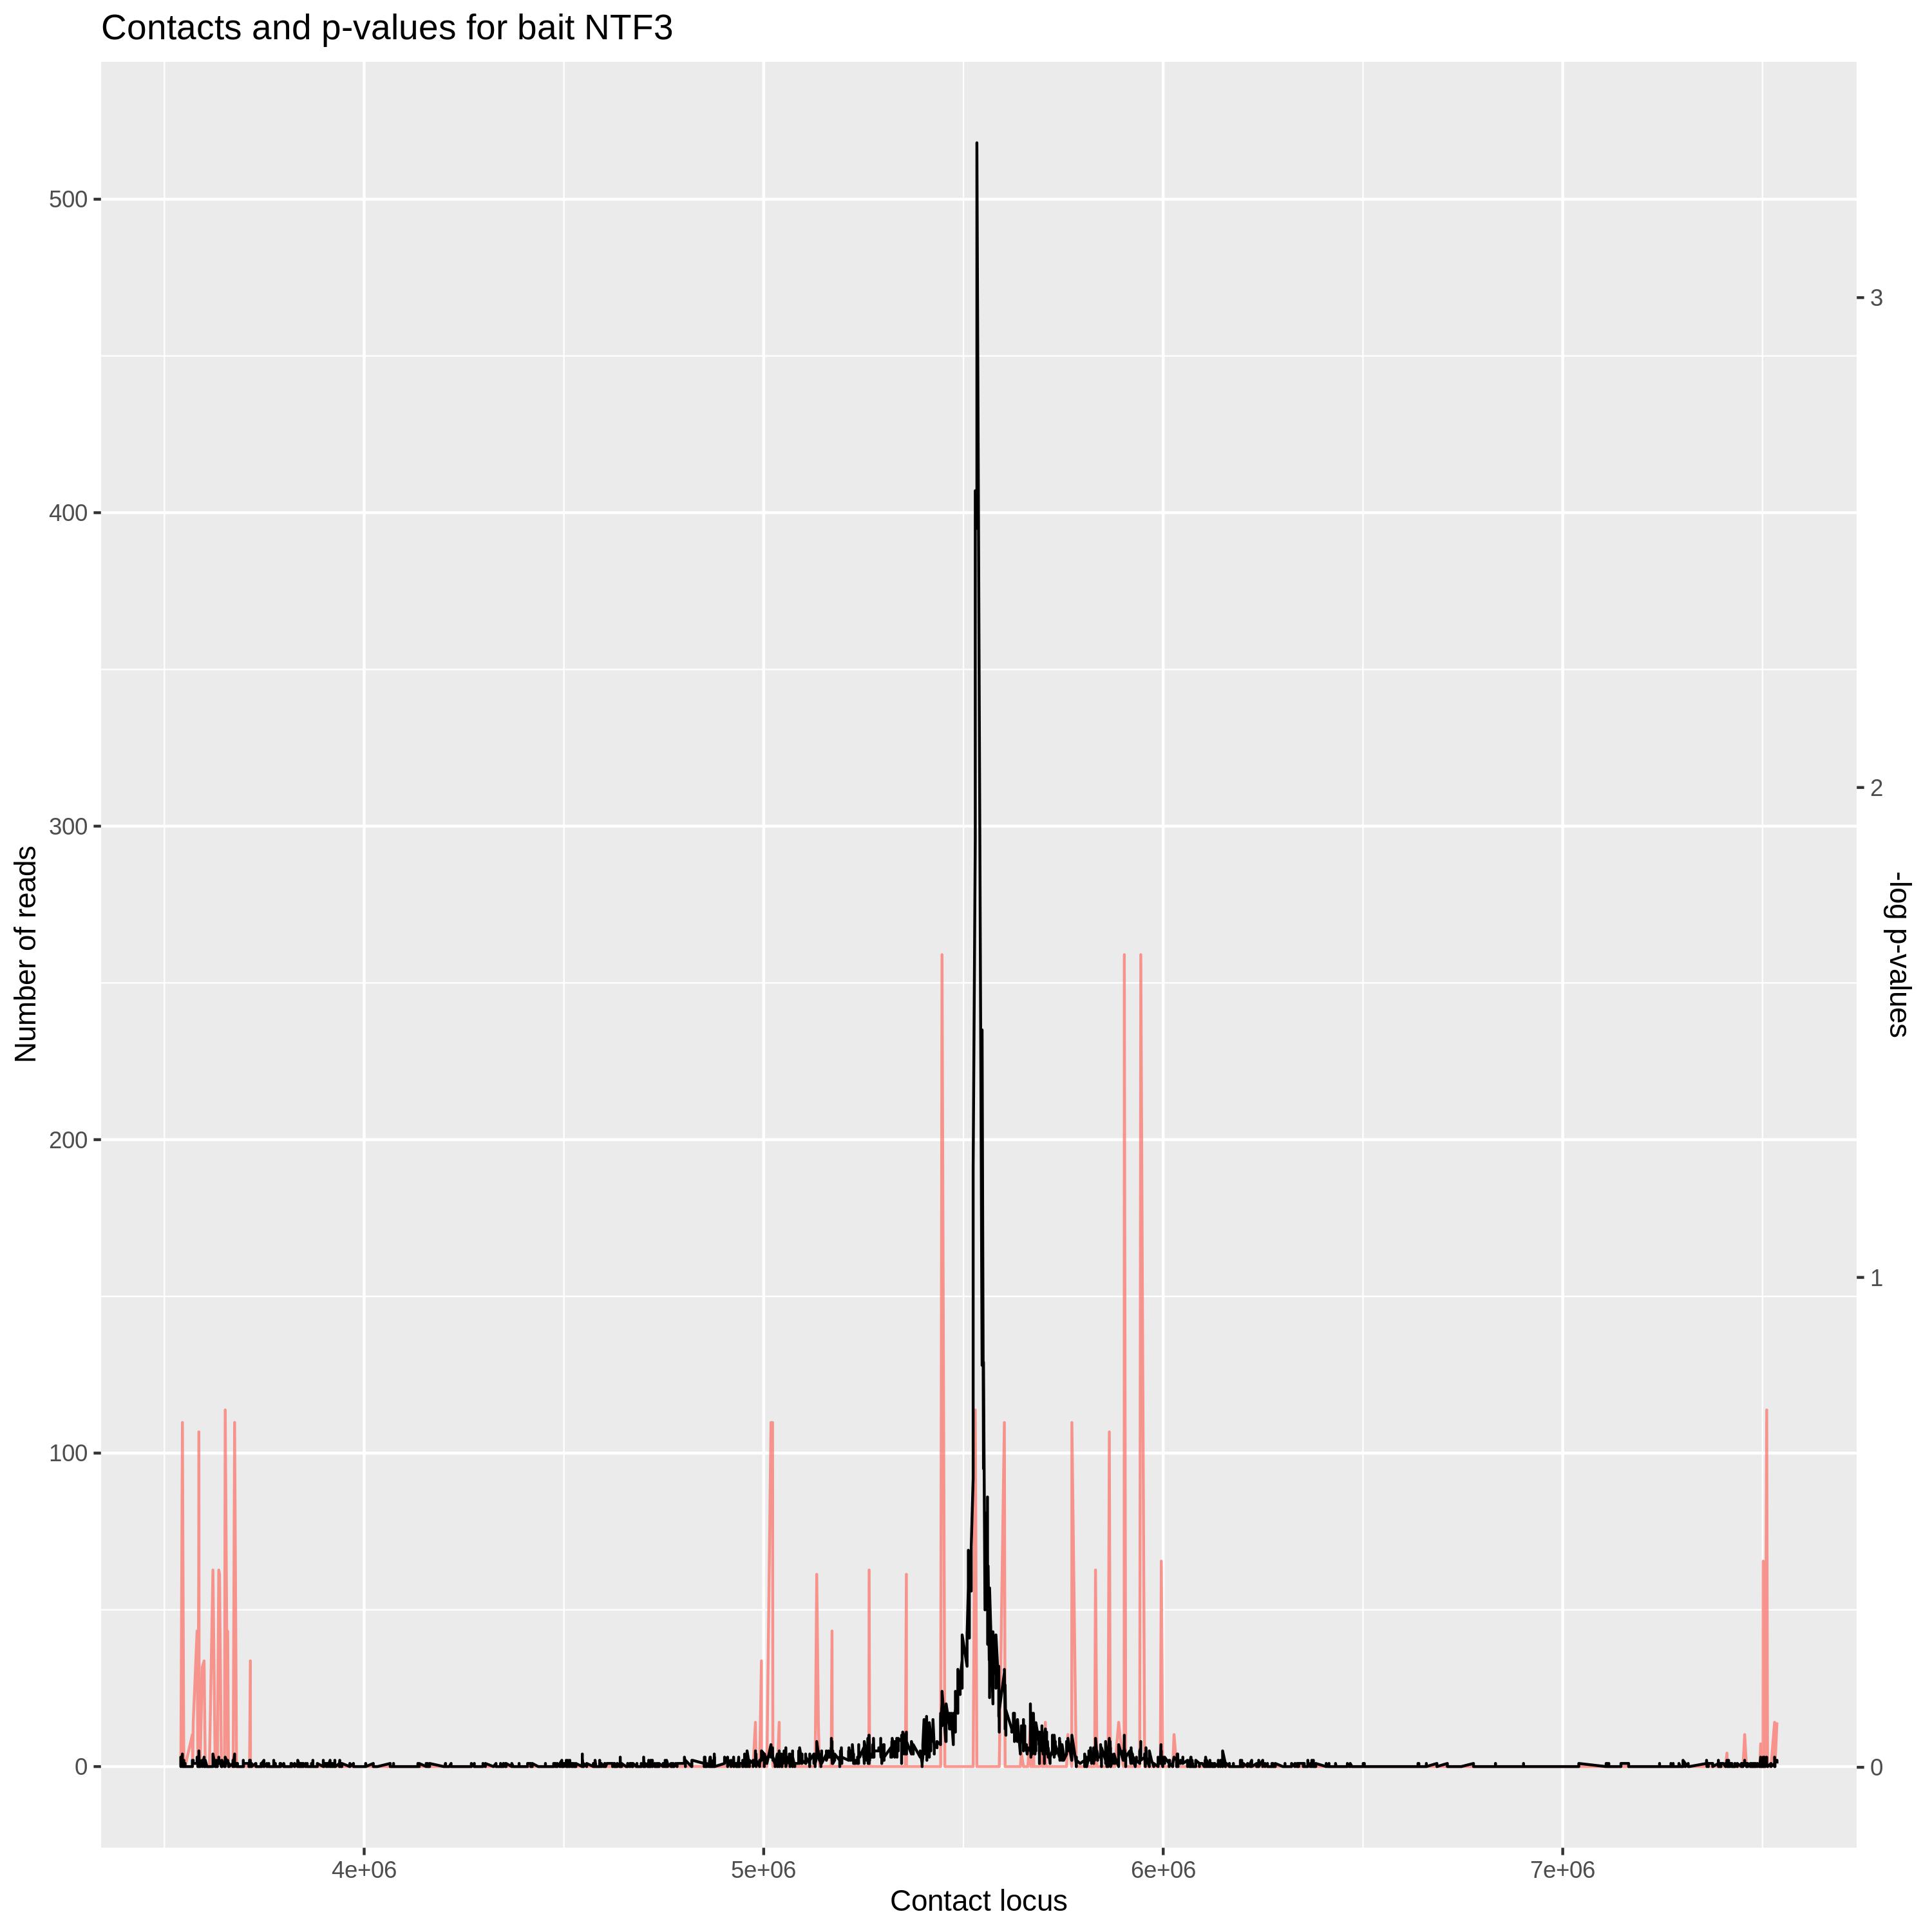 Contacts and p-values for bait NTF3
500
400
300
200
100
0
Number of reads
3
2
1
0
-log p-values
4e+06
5e+06
6e+06
7e+06
Contact locus